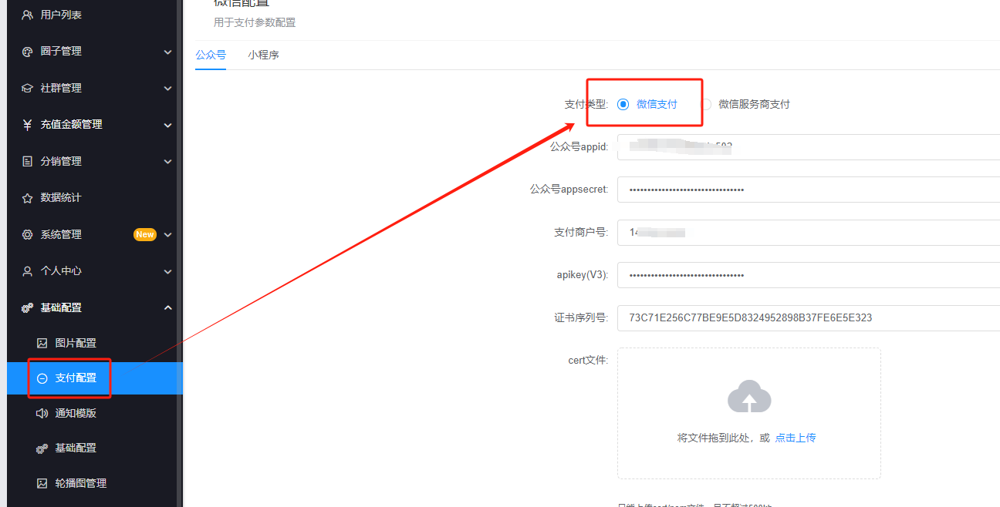 用户列表
圈子管理
社群管理
充值金额管理
分销管理
数据统计
系统管理 New
个人中心
基础配置
图片配置
支付配置
通知模版
基础配置
轮播图管理
微信配置
用于支付参数配置
公众号 小程序
支付类型: 微信支付 微信服务商支付
公众号appid:
公众号appsecret: ••••••••••••••••••••••••••••••••
支付商户号: 14
apikey(V3): ••••••••••••••••••••••••••••••••
证书序列号: 73C71E256C77BE9E5D8324952898B37FE6E5E323
cert文件:
将文件拖到此处，或 点击上传